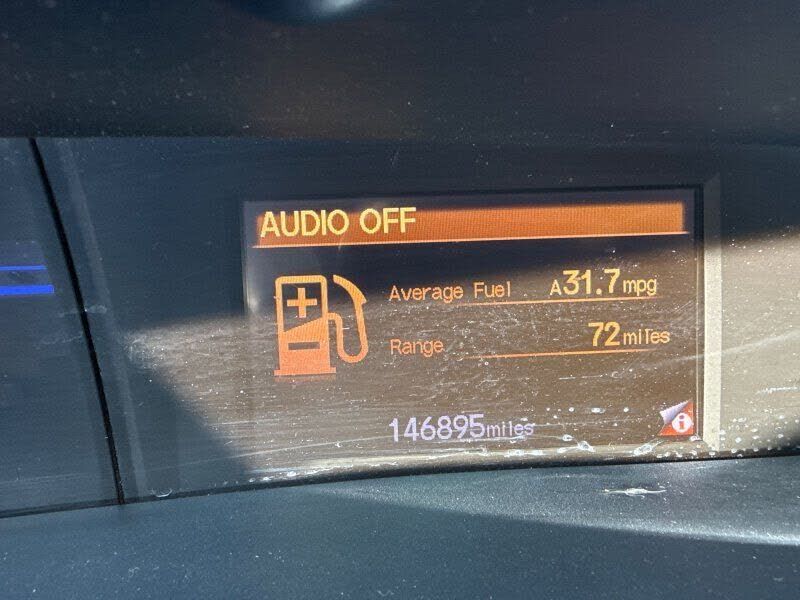 AUDIO OFF
Average Fuel A31.7mpg
Range 72miles
146895miles
i